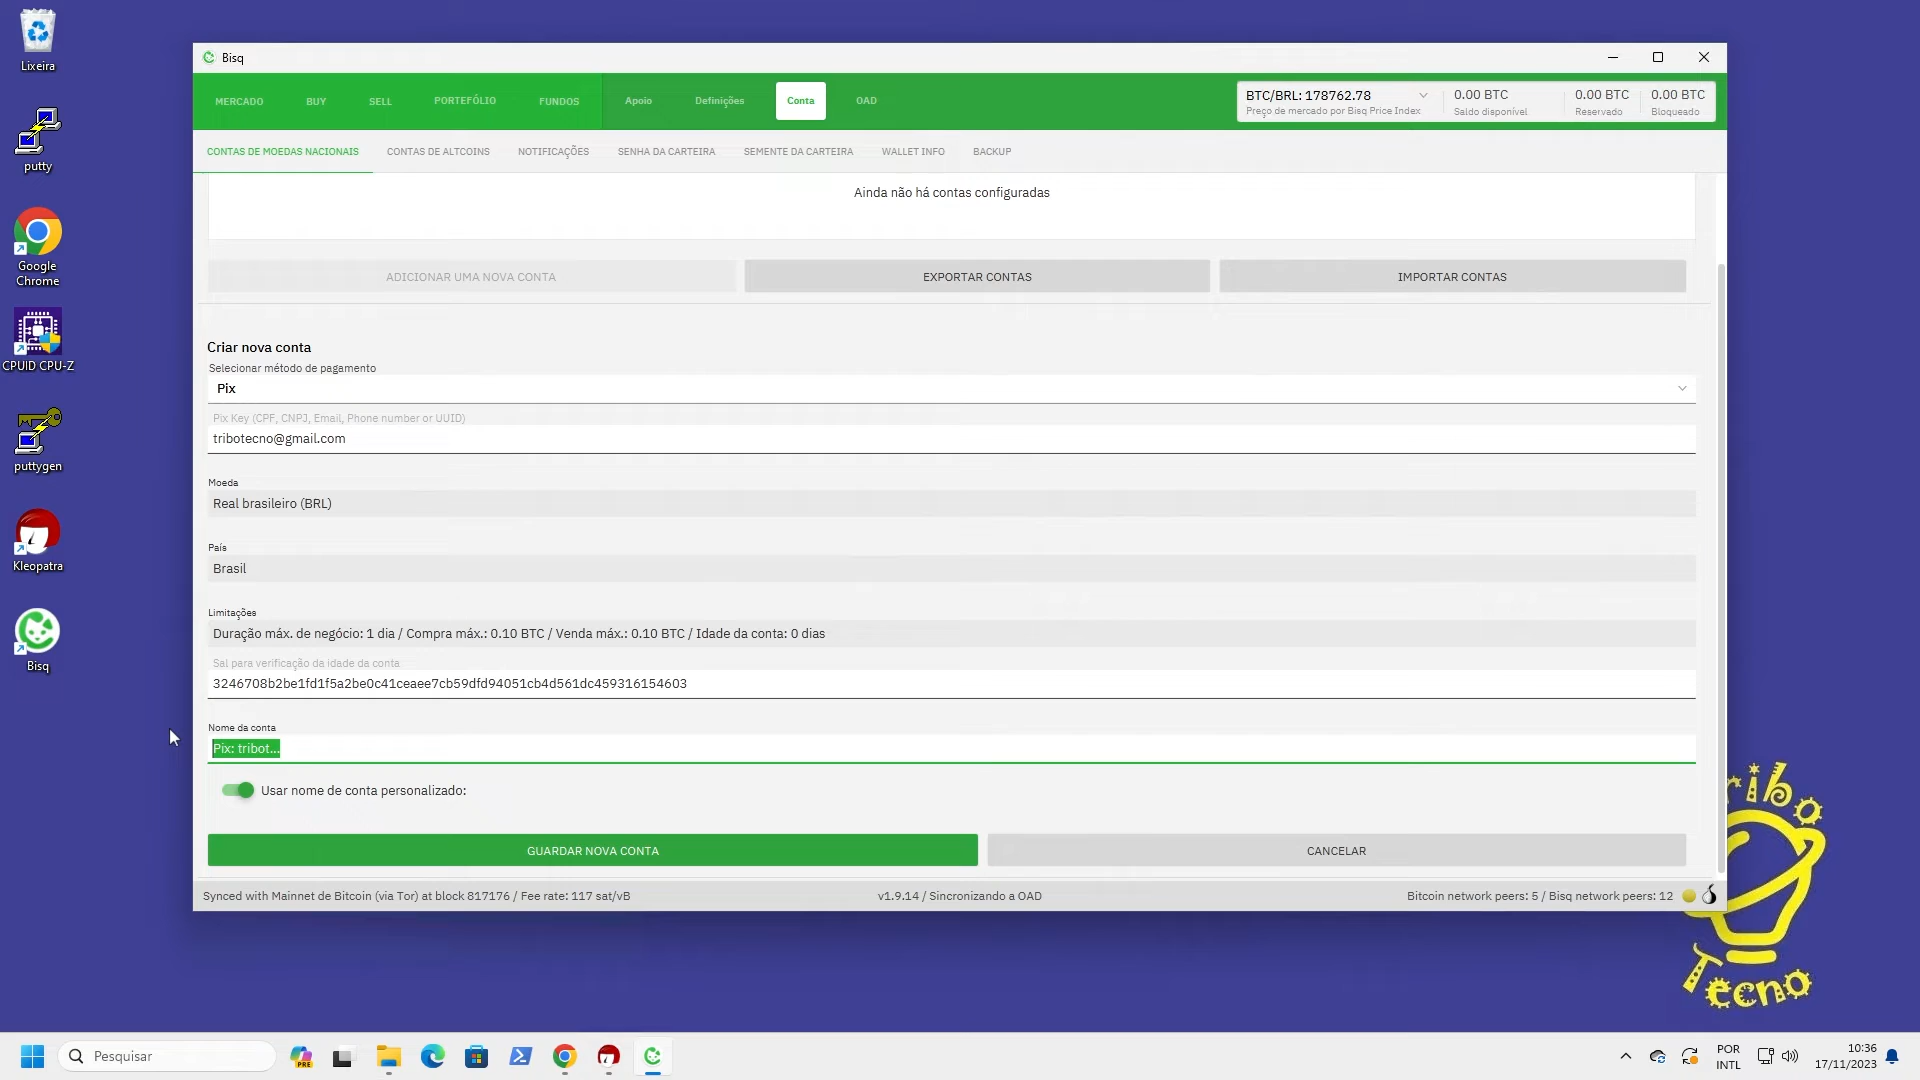 Lixeira
putty
Google
Chrome
CPUID CPU-Z
puttygen
Kleopatra
Bisq
Bisq
MERCADO BUY SELL PORTEFÓLIO FUNDOS Apoio Definições Conta OAD
BTC/BRL: 178762.78 0.00 BTC 0.00 BTC 0.00 BTC
Preço de mercado por Bisq Price Index Saldo disponível Reservado Bloqueado
CONTAS DE MOEDAS NACIONAIS CONTAS DE ALTCOINS NOTIFICAÇÕES SENHA DA CARTEIRA SEMENTE DA CARTEIRA WALLET INFO BACKUP
Ainda não há contas configuradas
ADICIONAR UMA NOVA CONTA EXPORTAR CONTAS IMPORTAR CONTAS
Criar nova conta
Selecionar método de pagamento
Pix
Pix Key (CPF, CNPJ, Email, Phone number or UUID)
tribotecno@gmail.com
Moeda
Real brasileiro (BRL)
País
Brasil
Limitações
Duração máx. de negócio: 1 dia / Compra máx.: 0.10 BTC / Venda máx.: 0.10 BTC / Idade da conta: 0 dias
Sal para verificação da idade da conta
3246708b2be1fd1f5a2be0c41ceaee7cb59dfd94051cb4d561dc459316154603
Nome da conta
Pix: tribot...
Usar nome de conta personalizado:
GUARDAR NOVA CONTA CANCELAR
Synced with Mainnet de Bitcoin (via Tor) at block 817176 / Fee rate: 117 sat/vB v1.9.14 / Sincronizando a OAD Bitcoin network peers: 5 / Bisq network peers: 12
ribo
Tecno
Pesquisar
PRE
POR
INTL
10:36
17/11/2023